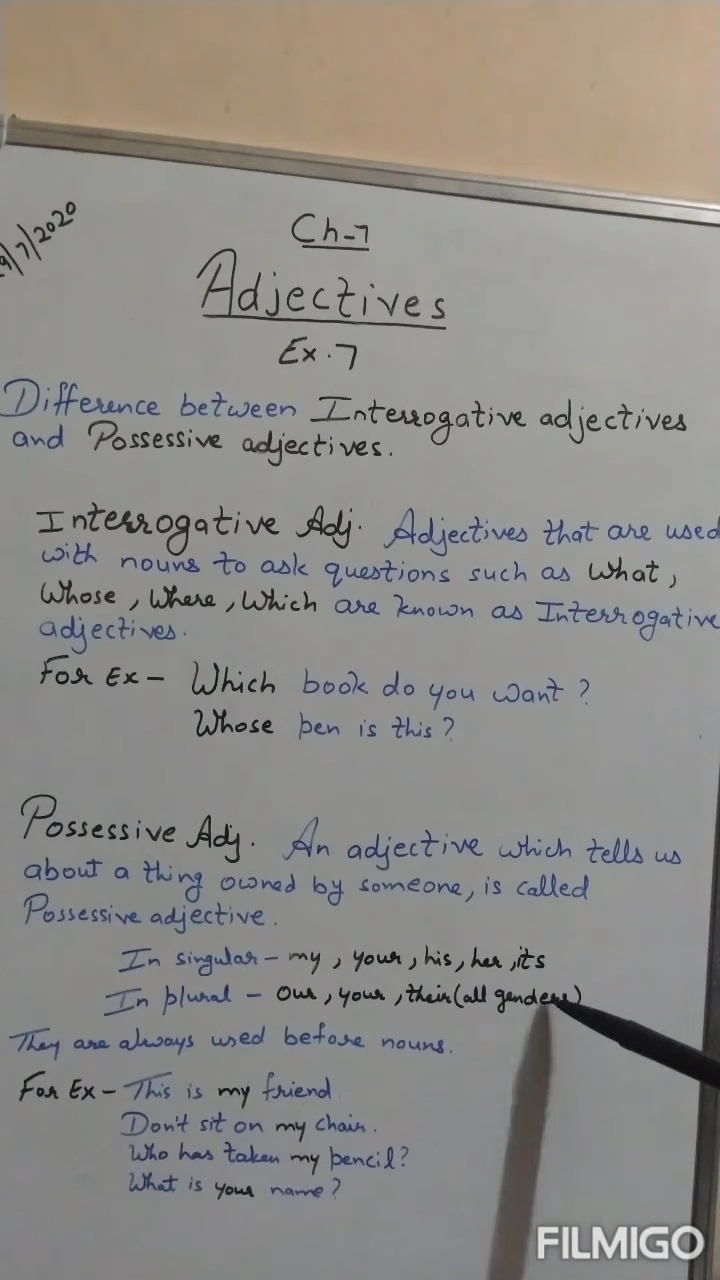 9/7/2020
Ch-7
Adjectives
Ex.7
Difference between Interrogative adjectives
and Possessive adjectives.
Interrogative Adj. Adjectives that are used
with nouns to ask questions such as What,
Whose, Where, Which are known as Interrogative
adjectives.
For Ex - Which book do you want?
Whose pen is this?
Possessive Adj. An adjective which tells us
about a thing owned by someone, is called
Possessive adjective.
In singular - my, your, his, her, its
In plural - our, your, their (all genders)
They are always used before nouns.
For Ex - This is my friend
Don't sit on my chair.
Who has taken my pencil?
What is your name?
FILMIGO